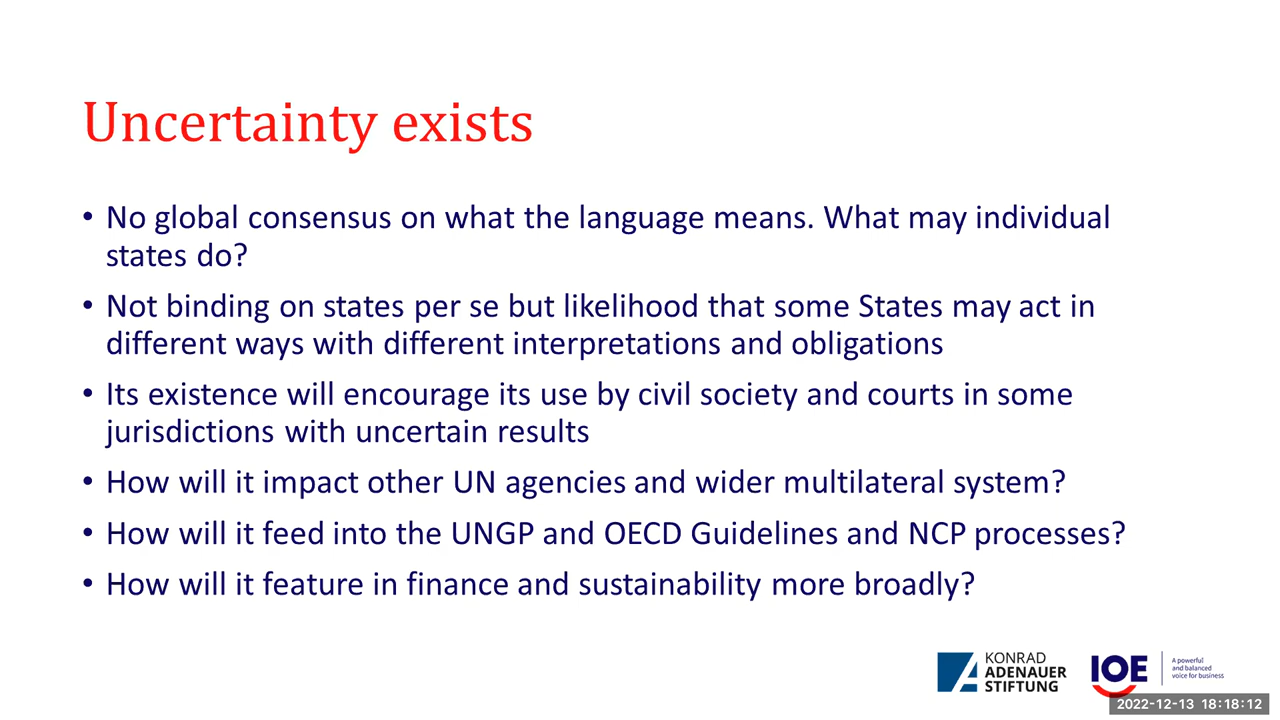 Uncertainty exists
• No global consensus on what the language means. What may individual
states do?
• Not binding on states per se but likelihood that some States may act in
different ways with different interpretations and obligations
• Its existence will encourage its use by civil society and courts in some
jurisdictions with uncertain results
• How will it impact other UN agencies and wider multilateral system?
• How will it feed into the UNGP and OECD Guidelines and NCP processes?
• How will it feature in finance and sustainability more broadly?
KONRAD
ADENAUER
STIFTUNG
IOE
A powerful
and balanced
voice for business
2022-12-13 18:18:12